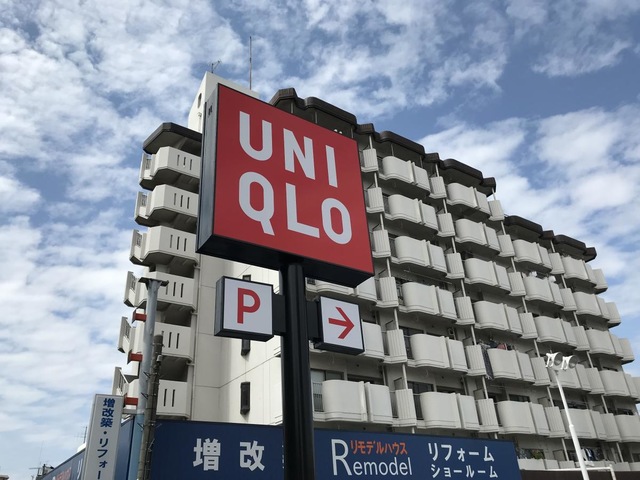 UNI
QLO
P →
増改築・リフォー
増改
リモデルハウス
Remodel
リフォーム
ショールーム